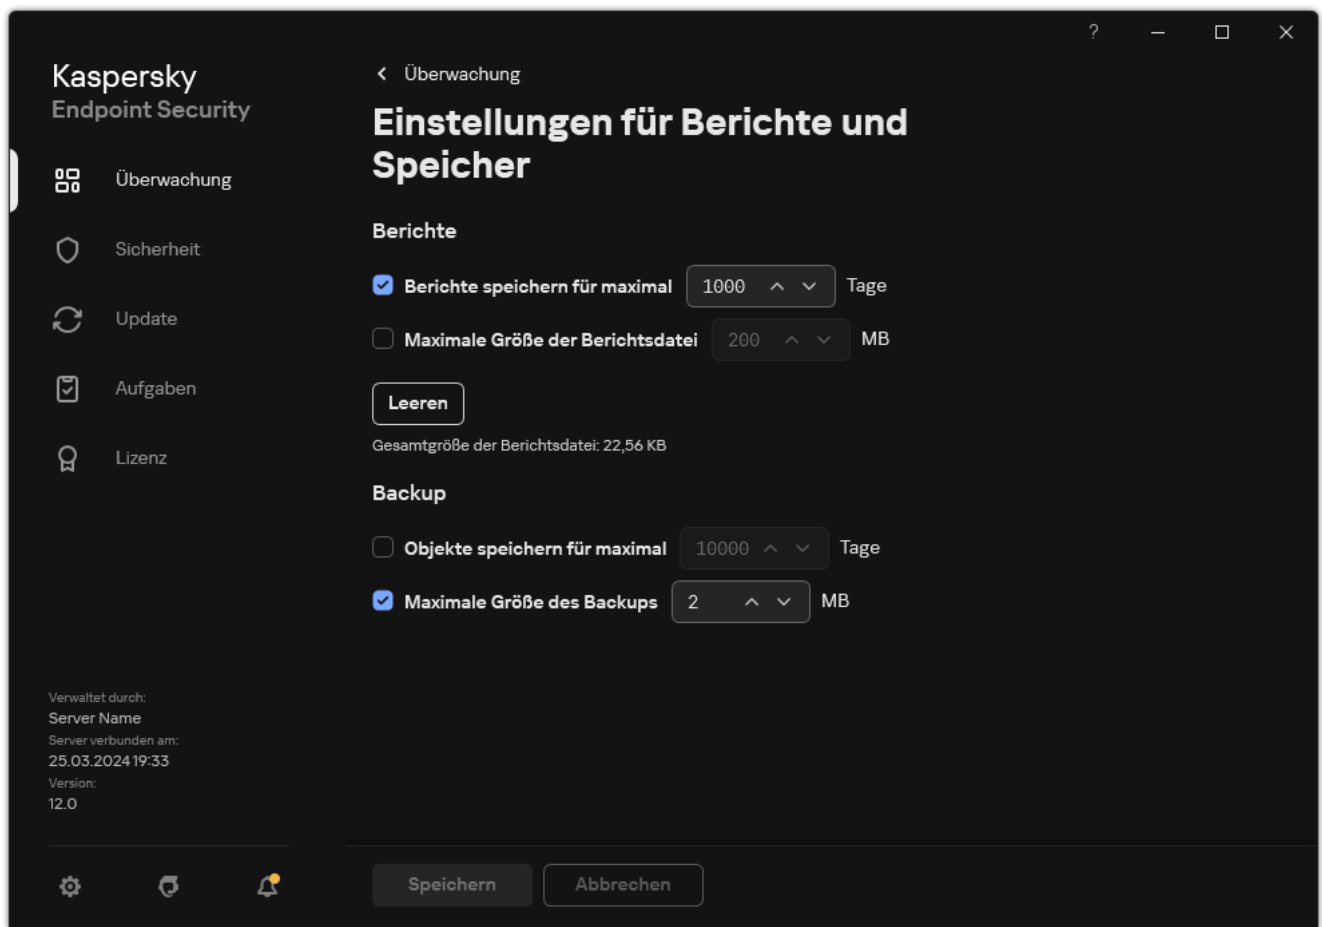 ?
Kaspersky
Endpoint Security
Überwachung
Sicherheit
Update
Aufgaben
Lizenz
Verwaltet durch:
Server Name
Server verbunden am:
25.03.2024 19:33
Version:
12.0
Überwachung
Einstellungen für Berichte und
Speicher
Berichte
Berichte speichern für maximal 1000 Tage
Maximale Größe der Berichtsdatei 200 MB
Leeren
Gesamtgröße der Berichtsdatei: 22,56 KB
Backup
Objekte speichern für maximal 10000 Tage
Maximale Größe des Backups 2 MB
Speichern Abbrechen